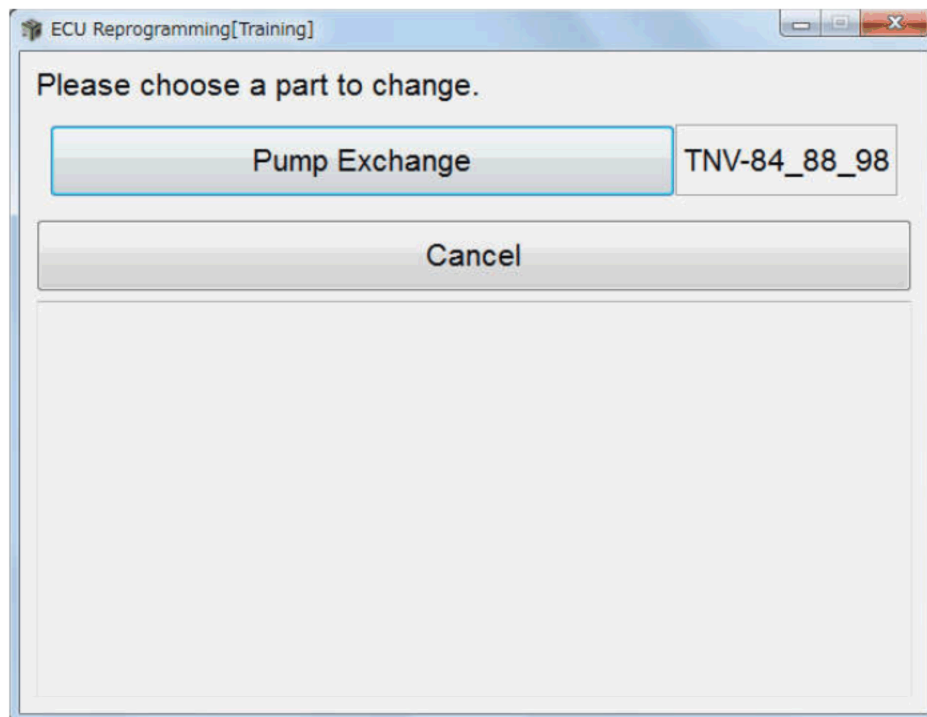 ECU Reprogramming[Training]
Please choose a part to change.
Pump Exchange TNV-84_88_98
Cancel